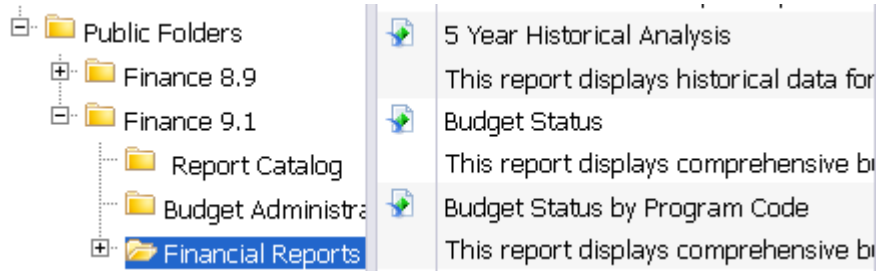 Public Folders
Finance 8.9
Finance 9.1
Report Catalog
Budget Administra
Financial Reports
5 Year Historical Analysis
This report displays historical data for
Budget Status
This report displays comprehensive bu
Budget Status by Program Code
This report displays comprehensive bu